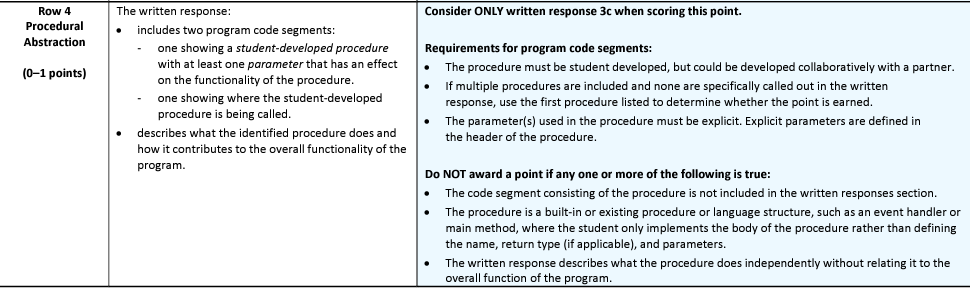 Row 4
Procedural
Abstraction
(0–1 points)
The written response:
• includes two program code segments:
- one showing a student-developed procedure
with at least one parameter that has an effect
on the functionality of the procedure.
- one showing where the student-developed
procedure is being called.
• describes what the identified procedure does and
how it contributes to the overall functionality of the
program.
Consider ONLY written response 3c when scoring this point.
Requirements for program code segments:
• The procedure must be student developed, but could be developed collaboratively with a partner.
• If multiple procedures are included and none are specifically called out in the written
response, use the first procedure listed to determine whether the point is earned.
• The parameter(s) used in the procedure must be explicit. Explicit parameters are defined in
the header of the procedure.
Do NOT award a point if any one or more of the following is true:
• The code segment consisting of the procedure is not included in the written responses section.
• The procedure is a built-in or existing procedure or language structure, such as an event handler or
main method, where the student only implements the body of the procedure rather than defining
the name, return type (if applicable), and parameters.
• The written response describes what the procedure does independently without relating it to the
overall function of the program.